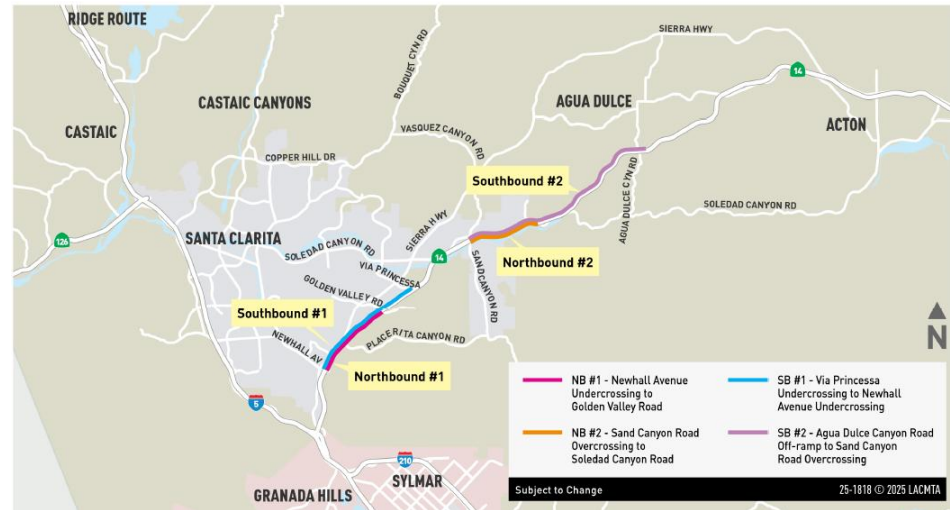 RIDGE ROUTE
SIERRA HWY
BOUQUET CYN RD
14
CASTAIC CANYONS
AGUA DULCE
ACTON
CASTAIC
VASQUEZ CANYON RD
COPPER HILL DR
Southbound #2
AGUA DULCE CYN RD
SOLEDAD CANYON RD
SIERRA HWY
126
SANTA CLARITA
SOLEDAD CANYON RD
14
Northbound #2
VIA PRINCESSA
SAND CANYON RD
GOLDEN VALLEY RD
Southbound #1
NEWHALL AV
PLACERITA CANYON RD
N
Northbound #1
5
210
SYLMAR
GRANADA HILLS
NB #1 - Newhall Avenue
Undercrossing to
Golden Valley Road
SB #1 - Via Princessa
Undercrossing to Newhall
Avenue Undercrossing
NB #2 - Sand Canyon Road
Overcrossing to
Soledad Canyon Road
SB #2 - Agua Dulce Canyon Road
Off-ramp to Sand Canyon
Road Overcrossing
Subject to Change
25-1818 © 2025 LACMTA